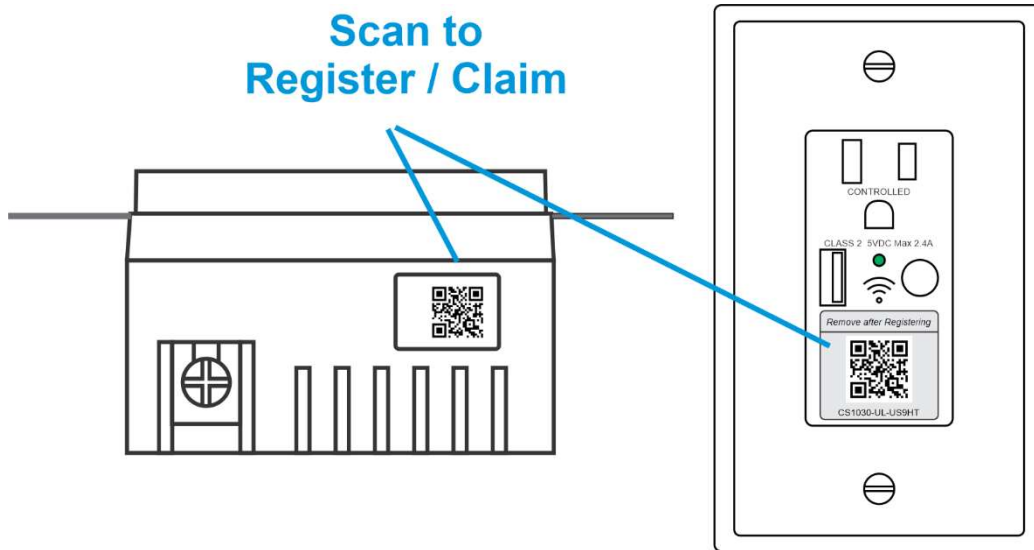 Scan to
Register / Claim
CONTROLLED
CLASS 2 5VDC Max 2.4A
Remove after Registering
CS1030-UL-US9HT